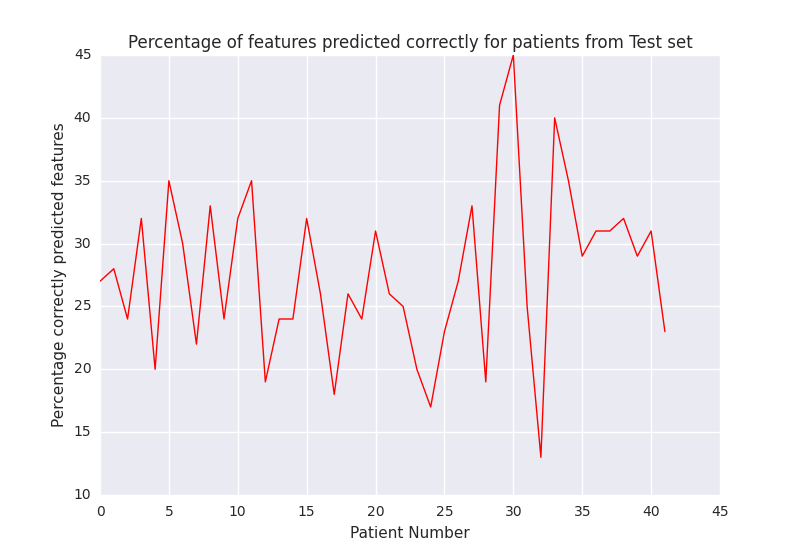 Percentage of features predicted correctly for patients from Test set
45
40
35
30
25
20
15
10
Percentage correctly predicted features
0 5 10 15 20 25 30 35 40 45
Patient Number